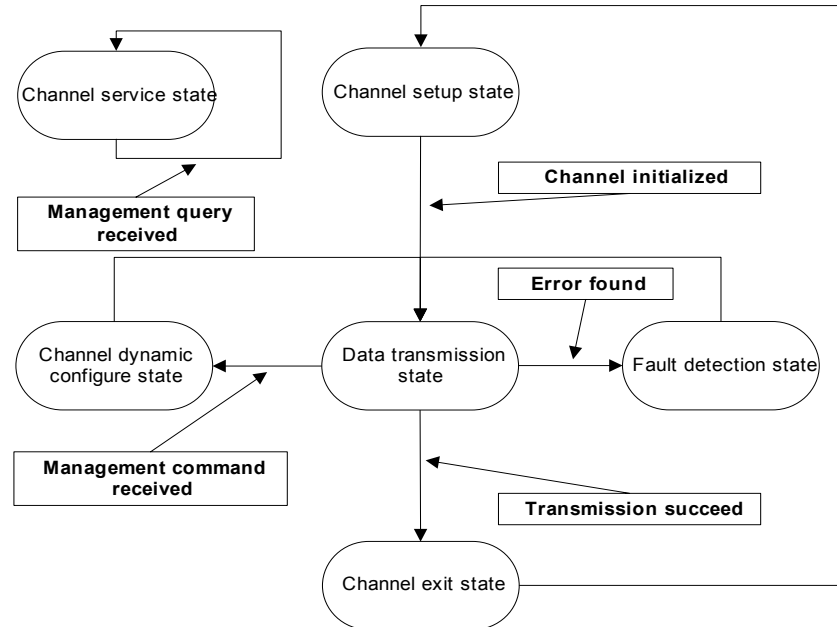 Channel service state
Channel setup state
Channel initialized
Management query
received
Error found
Channel dynamic
configure state
Data transmission
state
Fault detection state
Management command
received
Transmission succeed
Channel exit state